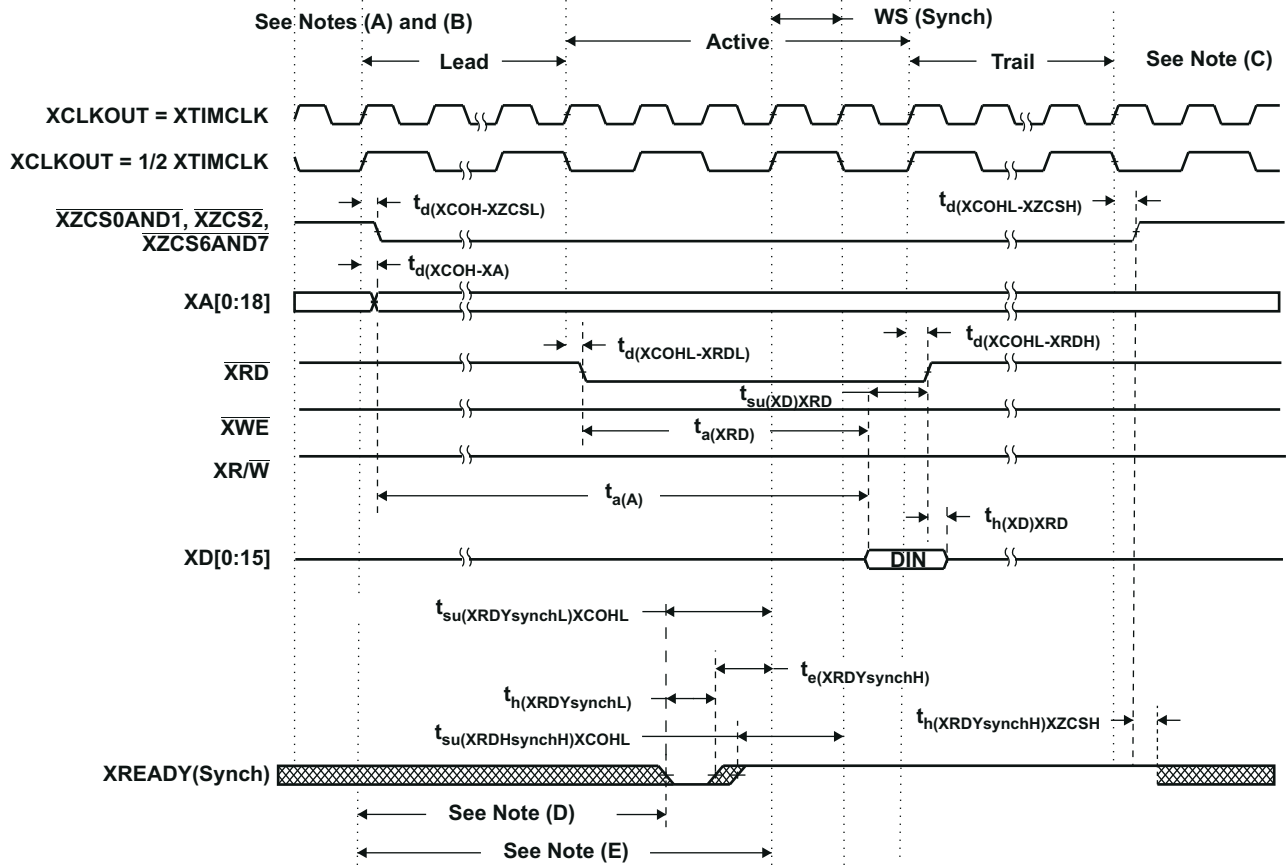 See Notes (A) and (B)
WS (Synch)
Active
Lead
Trail
See Note (C)
XCLKOUT = XTIMCLK
XCLKOUT = 1/2 XTIMCLK
XZCS0AND1, XZCS2,
XZCS6AND7
td(XCOH-XZCSL)
td(XCOHL-XZCSH)
td(XCOH-XA)
XA[0:18]
td(XCOHL-XRDL)
td(XCOHL-XRDH)
XRD
tsu(XD)XRD
XWE
ta(XRD)
XR/W
ta(A)
th(XD)XRD
XD[0:15]
DIN
tsu(XRDYsynchL)XCOHL
te(XRDYsynchH)
th(XRDYsynchL)
th(XRDYsynchH)XZCSH
tsu(XRDHsynchH)XCOHL
XREADY(Synch)
See Note (D)
See Note (E)